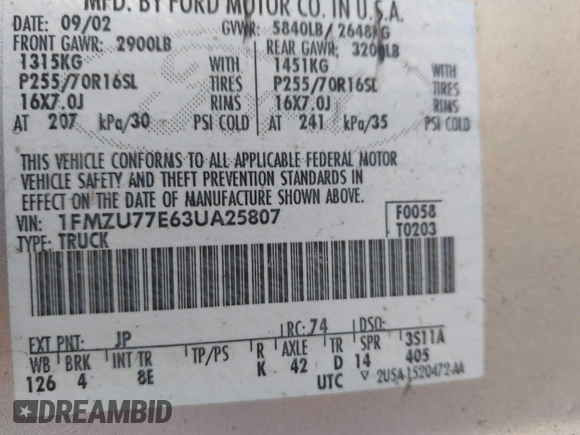 MFD. BY FORD MOTOR CO. IN U.S.A.
DATE: 09/02 GVWR: 5840LB/2648KG
FRONT GAWR: 2900LB REAR GAWR: 3200LB
1315KG WITH 1451KG WITH
P255/70R16SL TIRES P255/70R16SL TIRES
16X7.0J RIMS 16X7.0J RIMS
AT 207 kPa/30 PSI COLD AT 241 kPa/35 PSI COLD
THIS VEHICLE CONFORMS TO ALL APPLICABLE FEDERAL MOTOR
VEHICLE SAFETY AND THEFT PREVENTION STANDARDS IN
EFFECT ON THE DATE OF MANUFACTURE SHOWN ABOVE.
VIN: 1FMZU77E63UA25807 F0058
TYPE: TRUCK T0203
EXT PNT: JP RC: 74 DSO:
WB BRK INT TR TP/PS R AXLE TR SPR 3S11A
126 4 8E K 42 D 14 405
UTC ▽ 2U5A-1520472-AA
DREAMBID